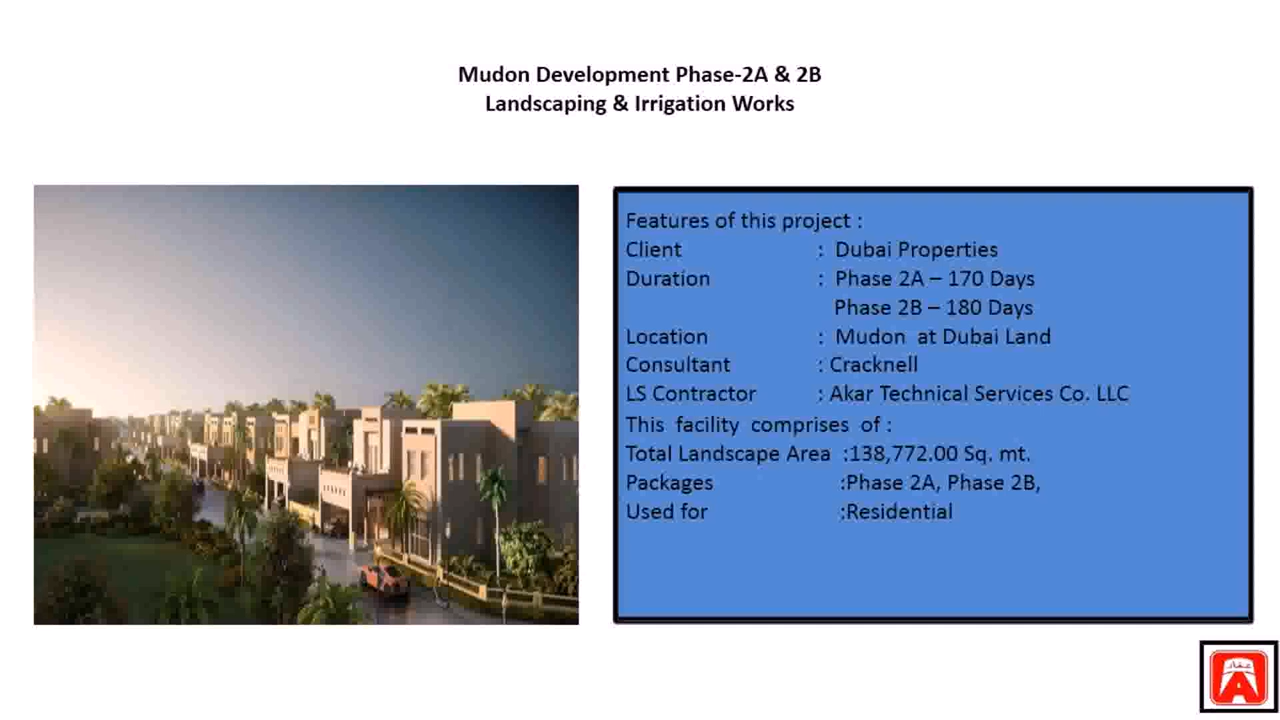 Mudon Development Phase-2A & 2B
Landscaping & Irrigation Works
Features of this project :
Client : Dubai Properties
Duration : Phase 2A – 170 Days
Phase 2B – 180 Days
Location : Mudon at Dubai Land
Consultant : Cracknell
LS Contractor : Akar Technical Services Co. LLC
This facility comprises of :
Total Landscape Area :138,772.00 Sq. mt.
Packages :Phase 2A, Phase 2B,
Used for :Residential
عقار
A